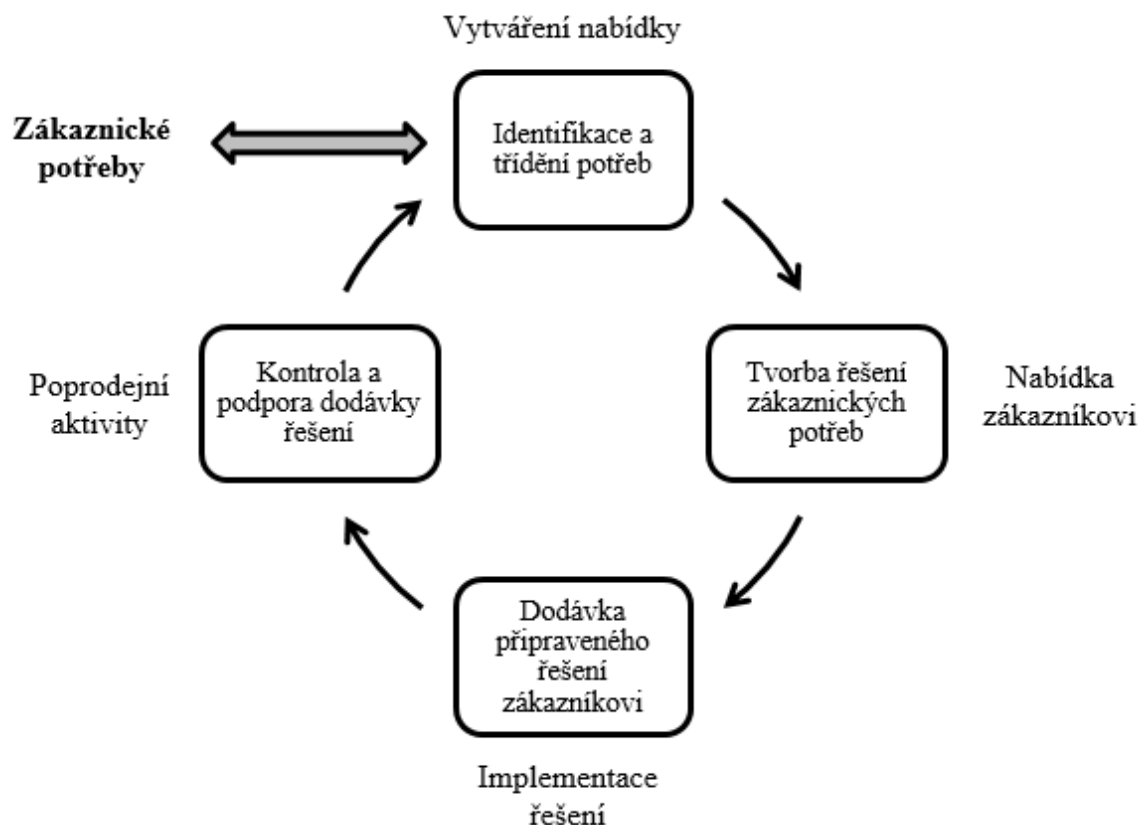 Vytváření nabídky
Identifikace a
třídění potřeb
Zákaznické
potřeby
Tvorba řešení
zákaznických
potřeb
Nabídka
zákazníkovi
Dodávka
připraveného
řešení
zákazníkovi
Implementace
řešení
Kontrola a
podpora dodávky
řešení
Poprodejní
aktivity